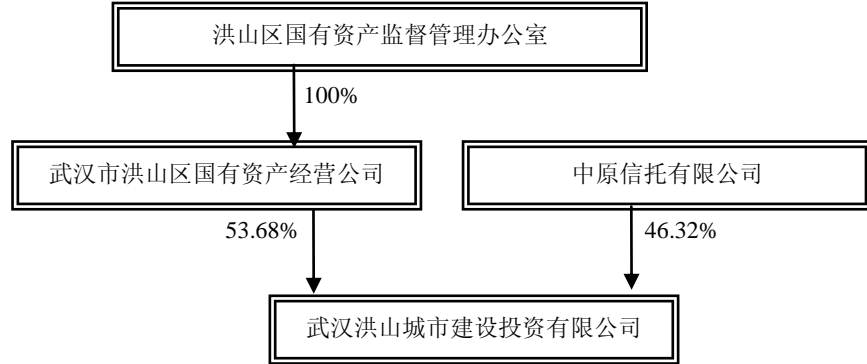 洪山区国有资产监督管理办公室
100%
武汉市洪山区国有资产经营公司
中原信托有限公司
53.68%
46.32%
武汉洪山城市建设投资有限公司